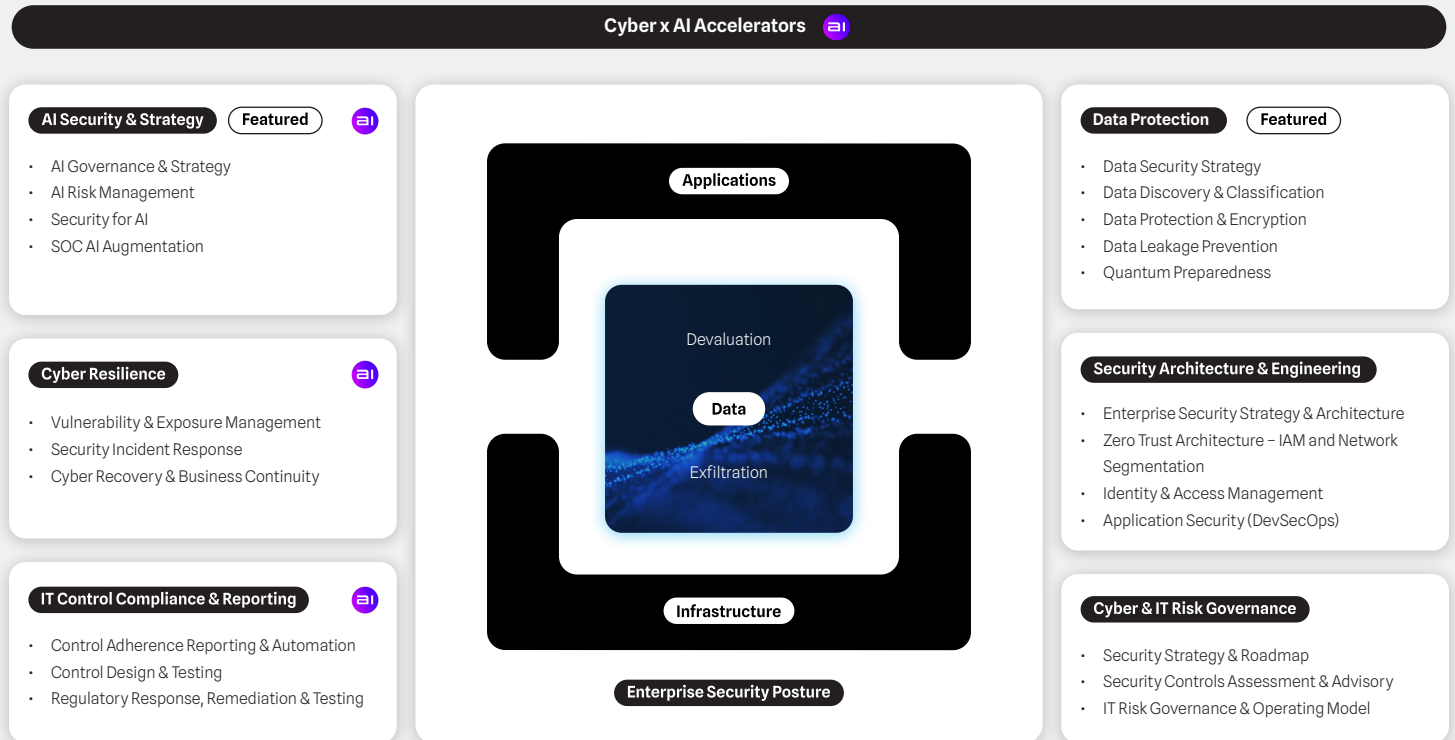 Cyber x AI Accelerators ai
AI Security & Strategy Featured ai
• AI Governance & Strategy
• AI Risk Management
• Security for AI
• SOC AI Augmentation
Cyber Resilience ai
• Vulnerability & Exposure Management
• Security Incident Response
• Cyber Recovery & Business Continuity
IT Control Compliance & Reporting ai
• Control Adherence Reporting & Automation
• Control Design & Testing
• Regulatory Response, Remediation & Testing
Applications
Devaluation
Data
Exfiltration
Infrastructure
Enterprise Security Posture
Data Protection Featured
• Data Security Strategy
• Data Discovery & Classification
• Data Protection & Encryption
• Data Leakage Prevention
• Quantum Preparedness
Security Architecture & Engineering
• Enterprise Security Strategy & Architecture
• Zero Trust Architecture – IAM and Network
Segmentation
• Identity & Access Management
• Application Security (DevSecOps)
Cyber & IT Risk Governance
• Security Strategy & Roadmap
• Security Controls Assessment & Advisory
• IT Risk Governance & Operating Model